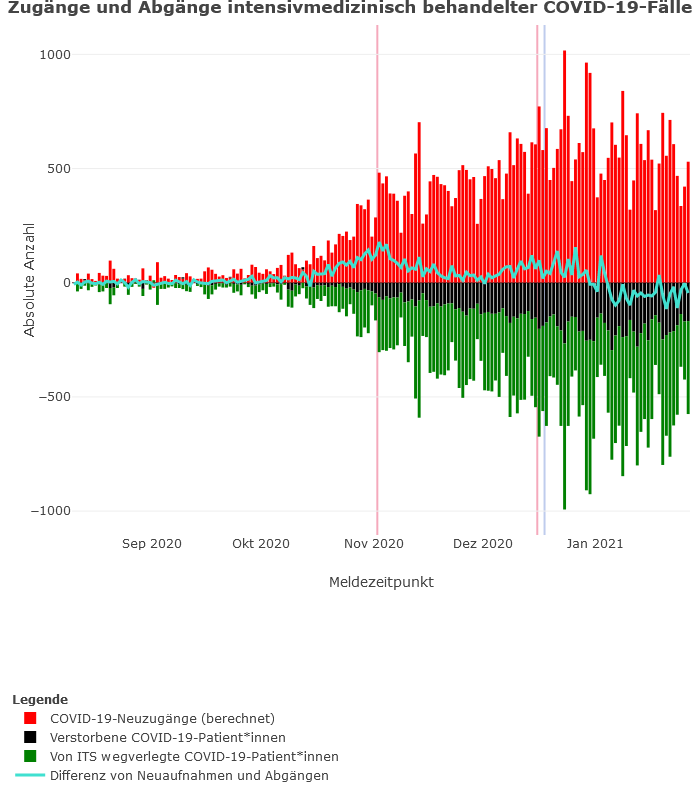 Zugänge und Abgänge intensivmedizinisch behandelter COVID-19-Fälle
1000
500
0
−500
−1000
Absolute Anzahl
Sep 2020
Okt 2020
Nov 2020
Dez 2020
Jan 2021
Meldezeitpunkt
Legende
COVID-19-Neuzugänge (berechnet)
Verstorbene COVID-19-Patient*innen
Von ITS wegverlegte COVID-19-Patient*innen
Differenz von Neuaufnahmen und Abgängen